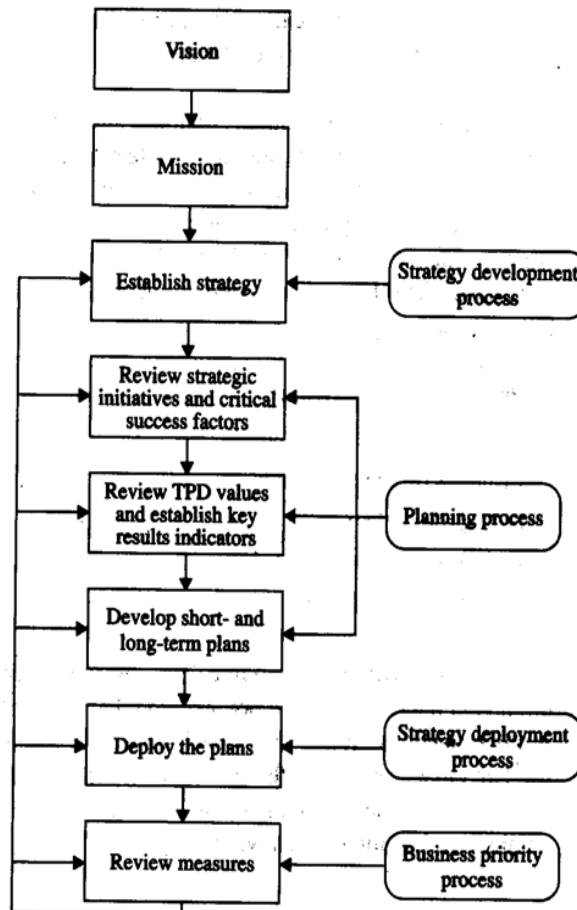 Vision
Mission
Establish strategy
Strategy development
process
Review strategic
initiatives and critical
success factors
Review TPD values
and establish key
results indicators
Planning process
Develop short- and
long-term plans
Deploy the plans
Strategy deployment
process
Review measures
Business priority
process